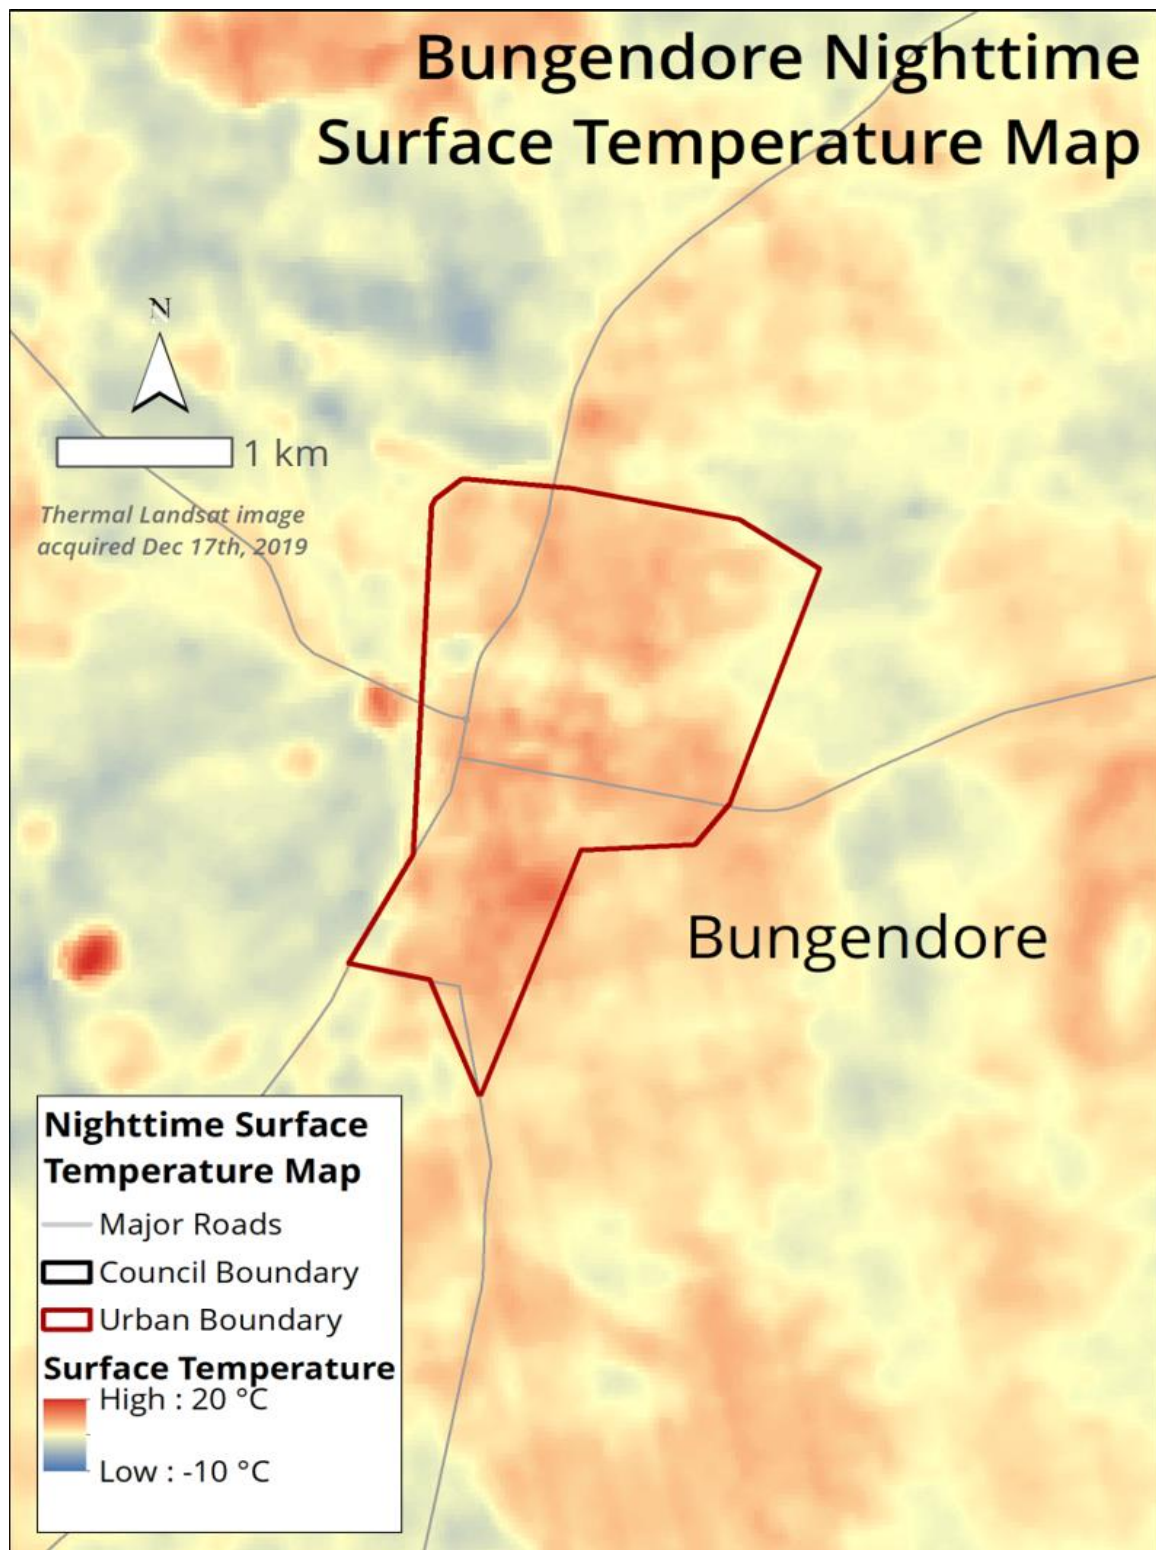 Bungendore Nighttime
Surface Temperature Map
N
1 km
Thermal Landsat image
acquired Dec 17th, 2019
Bungendore
Nighttime Surface
Temperature Map
Major Roads
Council Boundary
Urban Boundary
Surface Temperature
High : 20 °C
Low : -10 °C